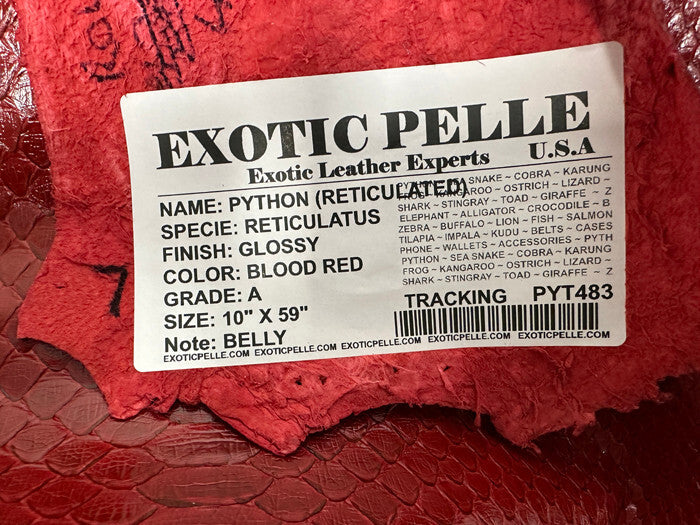 EXOTIC PELLE
Exotic Leather Experts U.S.A
NAME: PYTHON (RETICULATED)
SPECIE: RETICULATUS
FINISH: GLOSSY
COLOR: BLOOD RED
GRADE: A
SIZE: 10" X 59"
Note: BELLY
SEA SNAKE ~ COBRA ~ KARUNG
FROG ~ KANGAROO ~ OSTRICH ~ LIZARD ~
SHARK ~ STINGRAY ~ TOAD ~ GIRAFFE ~ Z
ELEPHANT ~ ALLIGATOR ~ CROCODILE ~ B
ZEBRA ~ BUFFALO ~ LION ~ FISH ~ SALMON
TILAPIA ~ IMPALA ~ KUDU ~ BELTS ~ CASES
PHONE ~ WALLETS ~ ACCESSORIES ~ PYTH
PYTHON ~ SEA SNAKE ~ COBRA ~ KARUNG
FROG ~ KANGAROO ~ OSTRICH ~ LIZARD ~
SHARK ~ STINGRAY ~ TOAD ~ GIRAFFE ~ Z
TRACKING PYT483
EXOTICPELLE.COM EXOTICPELLE.COM EXOTICPELLE.COM EXOTICPELLE.COM EXOTICPELLE.COM